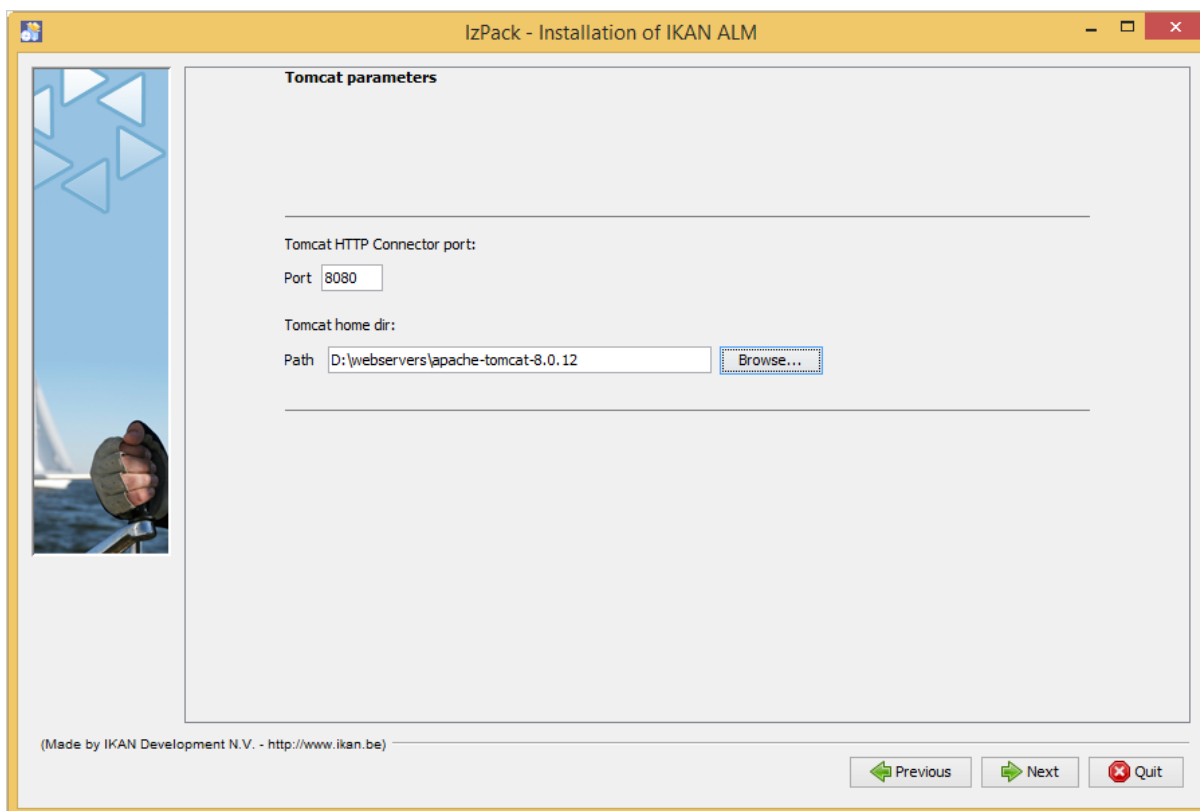 IzPack - Installation of IKAN ALM
Tomcat parameters
Tomcat HTTP Connector port:
Port 8080
Tomcat home dir:
Path D:\webservers\apache-tomcat-8.0.12 Browse...
(Made by IKAN Development N.V. - http://www.ikan.be)
Previous Next Quit